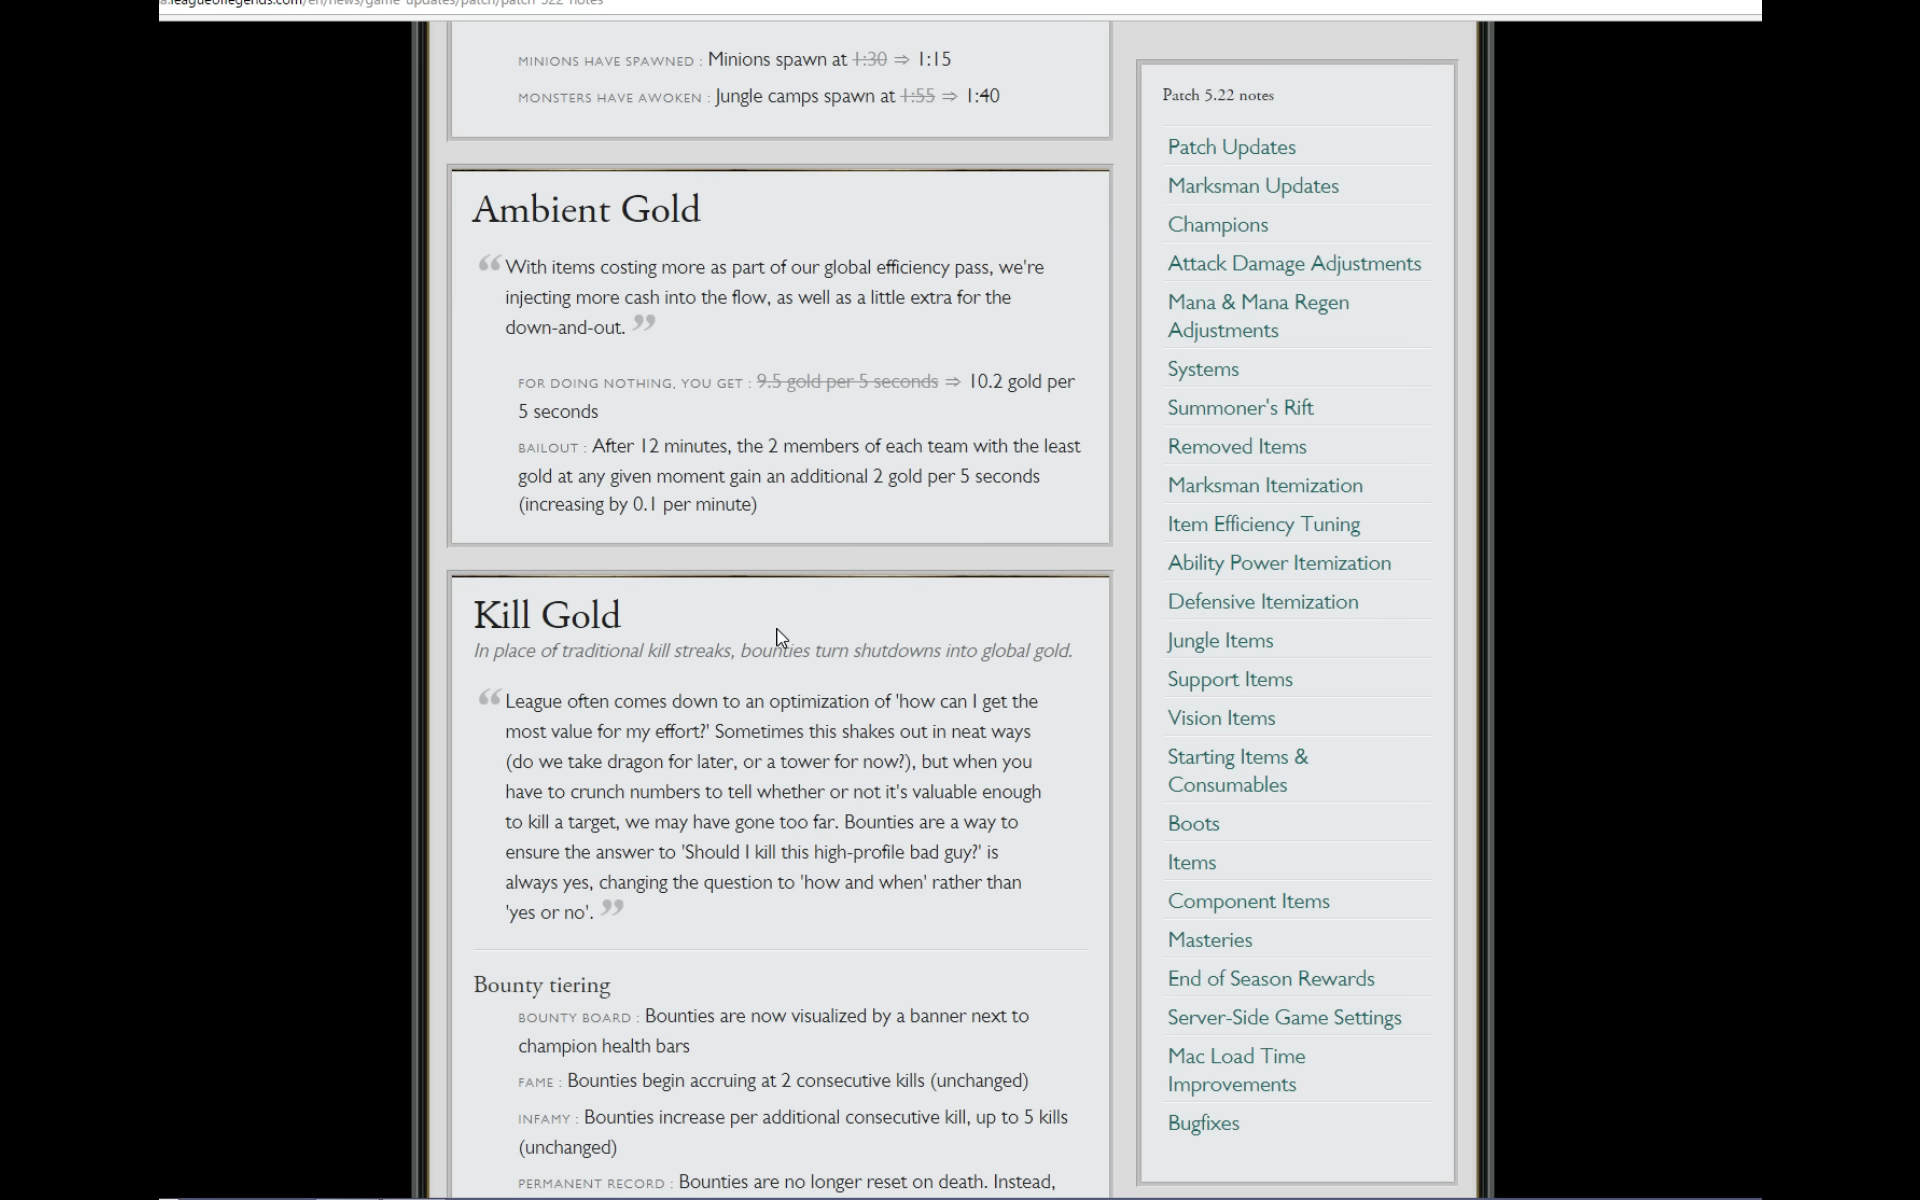 a.leagueoflegends.com/en/news/game-updates/patch/patch-522-notes
MINIONS HAVE SPAWNED : Minions spawn at 1:30 ⇒ 1:15
MONSTERS HAVE AWOKEN : Jungle camps spawn at 1:55 ⇒ 1:40
Ambient Gold
“ With items costing more as part of our global efficiency pass, we're
injecting more cash into the flow, as well as a little extra for the
down-and-out. ”
FOR DOING NOTHING, YOU GET : 9.5 gold per 5 seconds ⇒ 10.2 gold per
5 seconds
BAILOUT : After 12 minutes, the 2 members of each team with the least
gold at any given moment gain an additional 2 gold per 5 seconds
(increasing by 0.1 per minute)
Kill Gold
In place of traditional kill streaks, bounties turn shutdowns into global gold.
“ League often comes down to an optimization of 'how can I get the
most value for my effort?' Sometimes this shakes out in neat ways
(do we take dragon for later, or a tower for now?), but when you
have to crunch numbers to tell whether or not it's valuable enough
to kill a target, we may have gone too far. Bounties are a way to
ensure the answer to 'Should I kill this high-profile bad guy?' is
always yes, changing the question to 'how and when' rather than
'yes or no'. ”
Bounty tiering
BOUNTY BOARD : Bounties are now visualized by a banner next to
champion health bars
FAME : Bounties begin accruing at 2 consecutive kills (unchanged)
INFAMY : Bounties increase per additional consecutive kill, up to 5 kills
(unchanged)
PERMANENT RECORD : Bounties are no longer reset on death. Instead,
Patch 5.22 notes
Patch Updates
Marksman Updates
Champions
Attack Damage Adjustments
Mana & Mana Regen
Adjustments
Systems
Summoner's Rift
Removed Items
Marksman Itemization
Item Efficiency Tuning
Ability Power Itemization
Defensive Itemization
Jungle Items
Support Items
Vision Items
Starting Items &
Consumables
Boots
Items
Component Items
Masteries
End of Season Rewards
Server-Side Game Settings
Mac Load Time
Improvements
Bugfixes